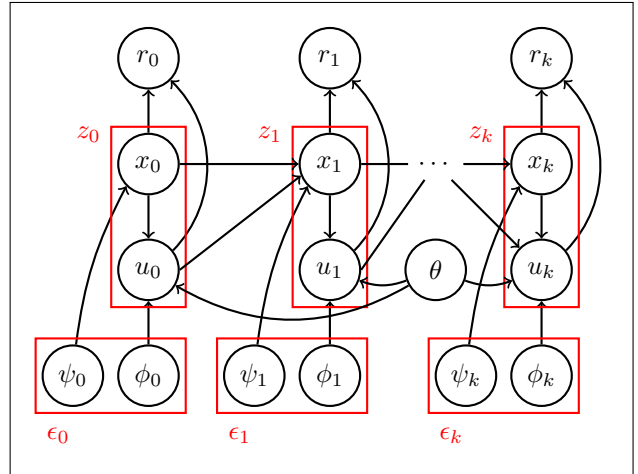 r₀ r₁ rₖ
z₀ z₁ zₖ
x₀ x₁ ⋯ xₖ
u₀ u₁ θ uₖ
ψ₀ ϕ₀ ψ₁ ϕ₁ ψₖ ϕₖ
ϵ₀ ϵ₁ ϵₖ